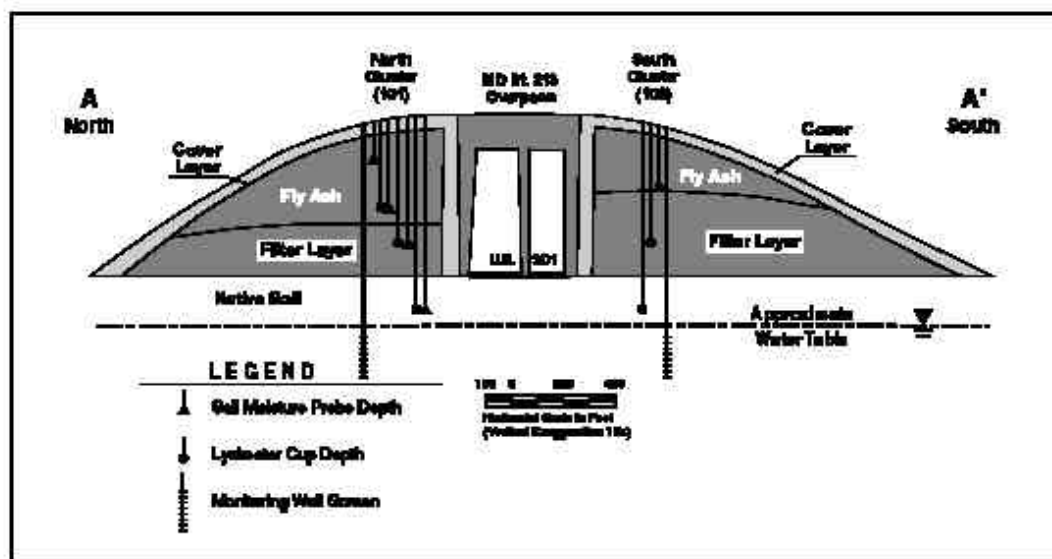 North
Cluster
(101)
MD Rt. 213
Overpass
South
Cluster
A
North
A'
South
Cover
Layer
Cover
Layer
Fly Ash
Fly Ash
Filter Layer
Filter Layer
U.S. 301
Native Soil
Approximate
Water Table
LEGEND
Soil Moisture Probe Depth
Lysimeter Cup Depth
Monitoring Well Screen
Horizontal Scale in Feet
(Vertical Exaggeration